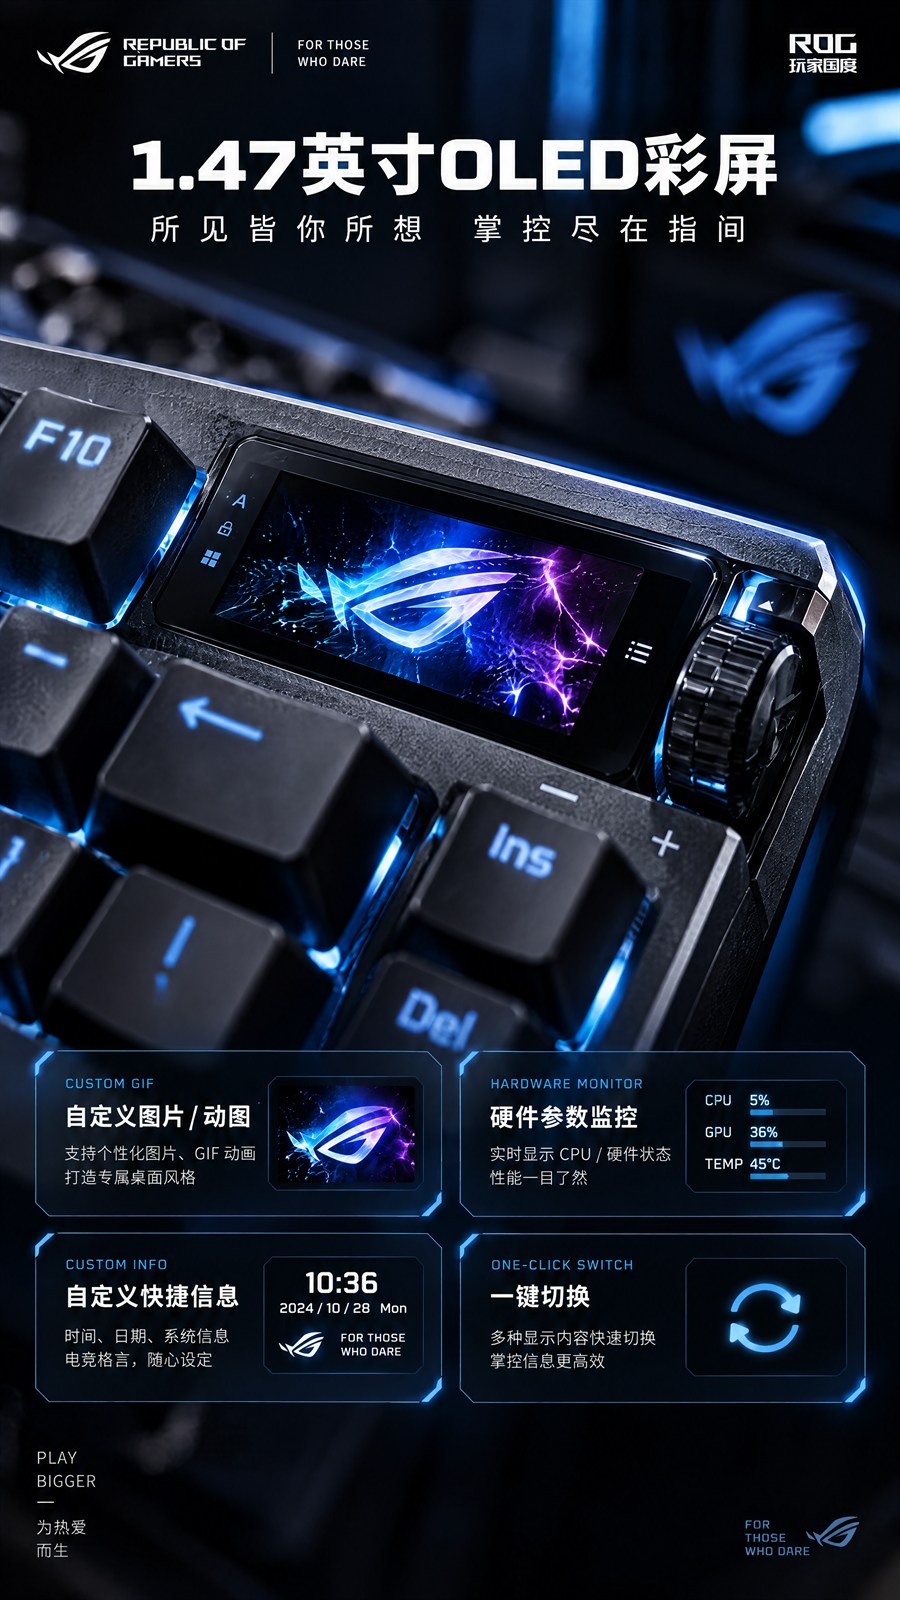 REPUBLIC OF
GAMERS
FOR THOSE
WHO DARE
ROG
玩家国度
1.47英寸OLED彩屏
所见皆你所想 掌控尽在指间
F10
A
Ins
Del
!
CUSTOM GIF
自定义图片/动图
支持个性化图片、GIF 动画
打造专属桌面风格
HARDWARE MONITOR
硬件参数监控
实时显示 CPU / 硬件状态
性能一目了然
CPU 5%
GPU 36%
TEMP 45°C
CUSTOM INFO
自定义快捷信息
时间、日期、系统信息
电竞格言，随心设定
10:36
2024 / 10 / 28 Mon
FOR THOSE
WHO DARE
ONE-CLICK SWITCH
一键切换
多种显示内容快速切换
掌控信息更高效
PLAY
BIGGER
—
为热爱
而生
FOR
THOSE
WHO DARE